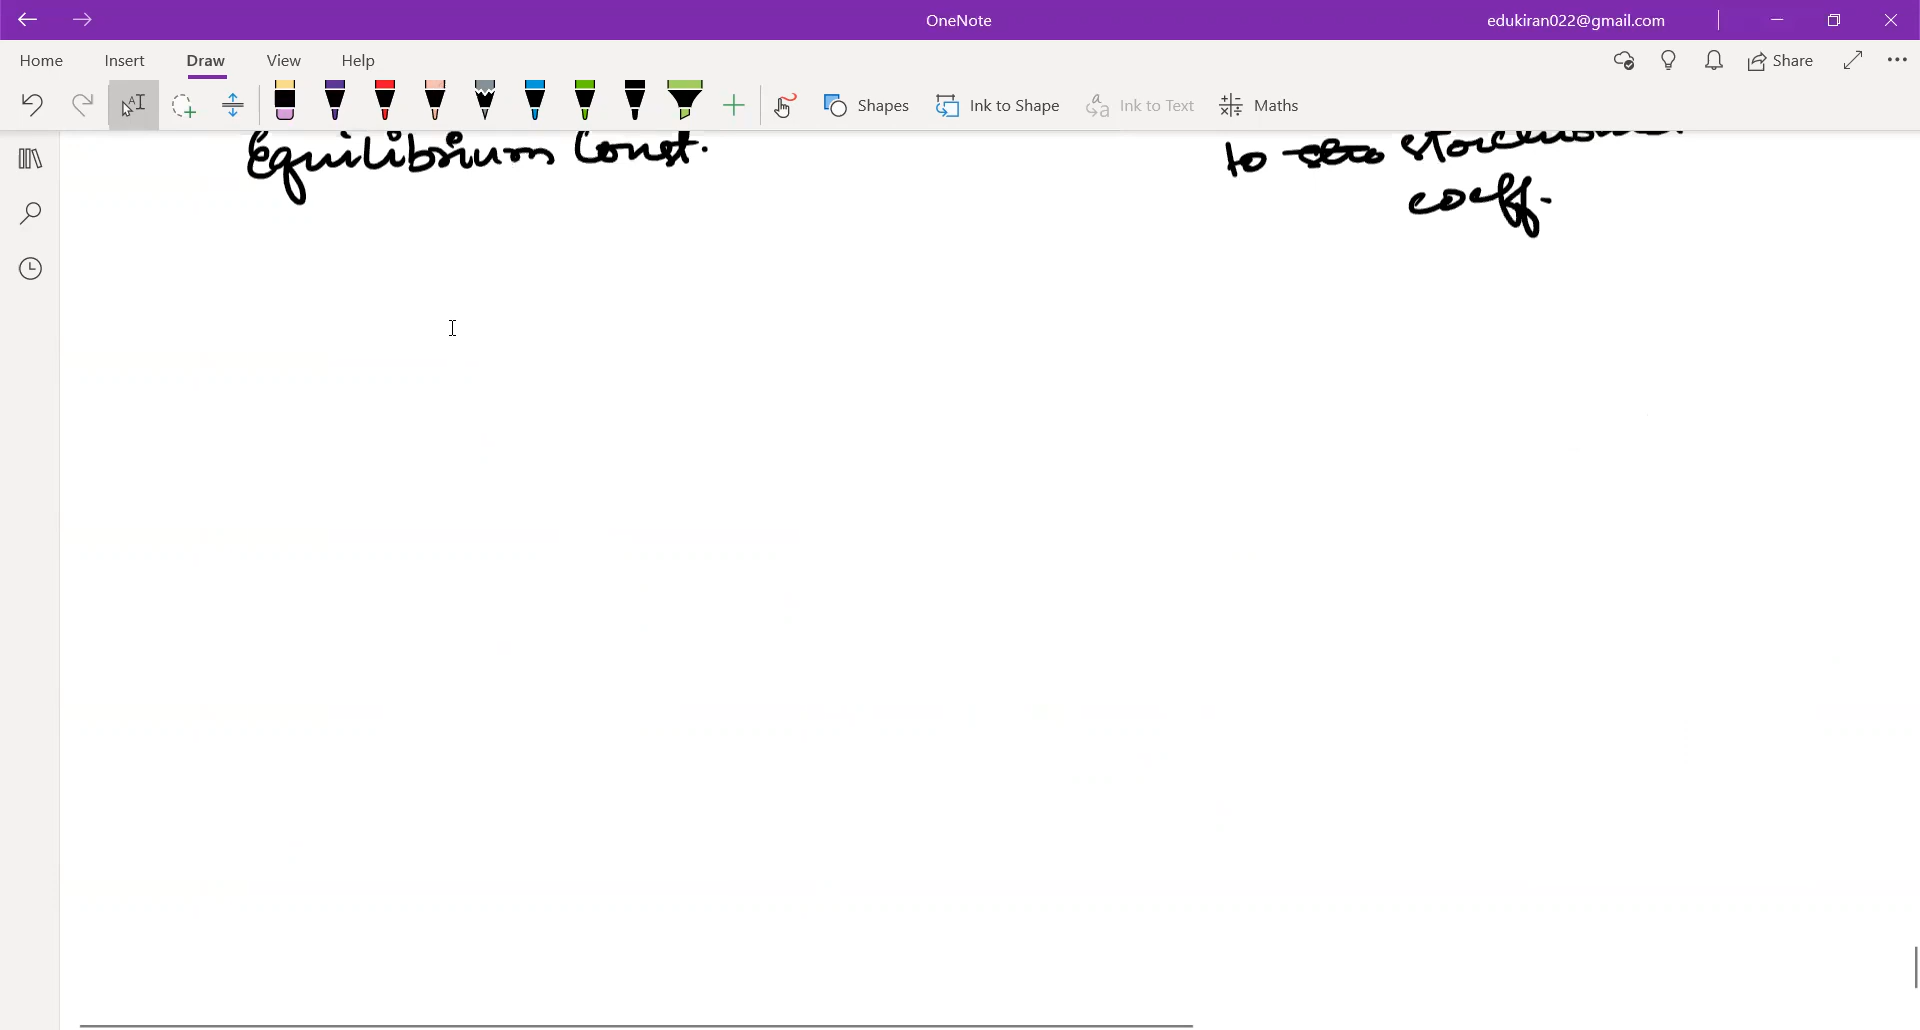 OneNote
edukiran022@gmail.com
Home Insert Draw View Help
Share
Shapes Ink to Shape Ink to Text Maths
Equilibrium Const.
to
coeff.